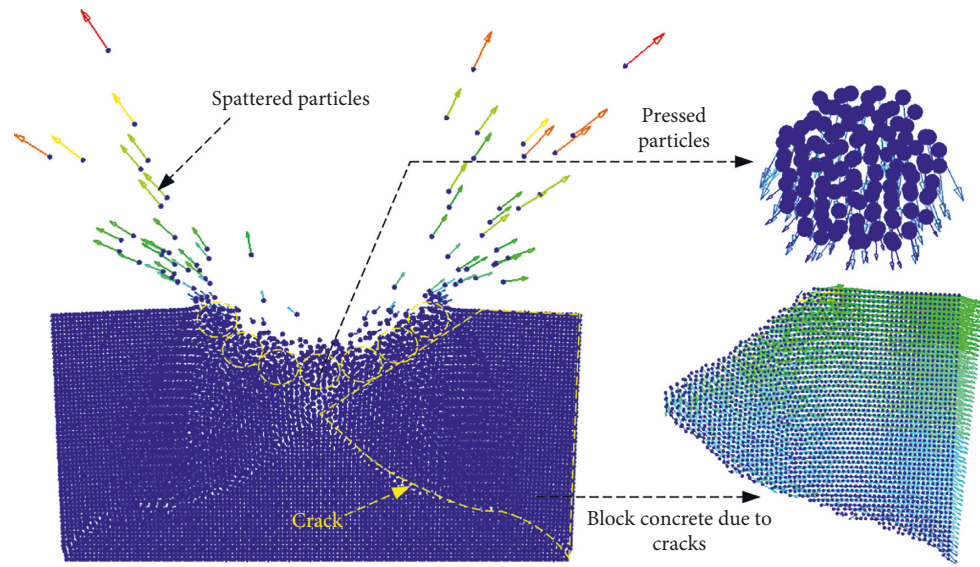 Spattered particles
Pressed
particles
Crack
Block concrete due to
cracks